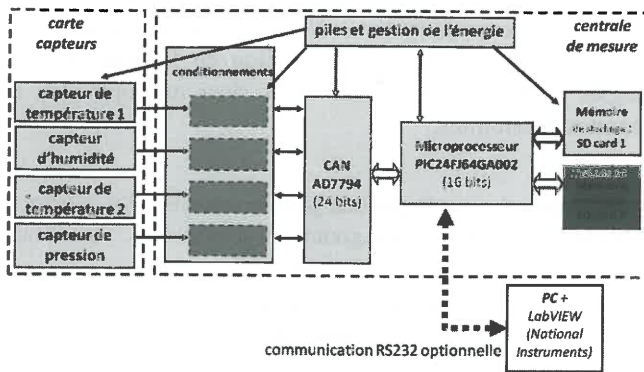 carte
capteurs
piles et gestion de l'énergie
centrale
de mesure
conditionnements
capteur de
température 1
capteur
d'humidité
capteur de
température 2
capteur de
pression
CAN
AD7794
(24 bits)
Microprocesseur
PIC24FJ64GA002
(16 bits)
Mémoire
de stockage :
SD card 1
PC +
LabVIEW
(National
Instruments)
communication RS232 optionnelle